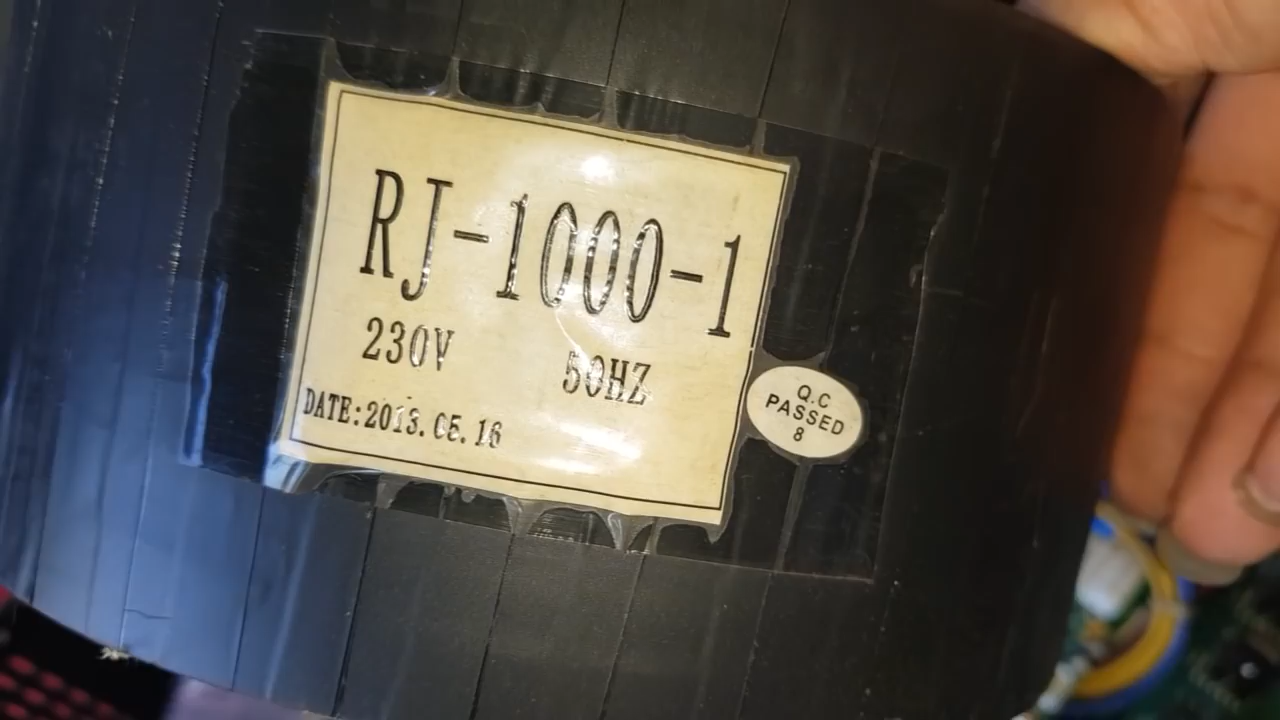 RJ-1000-1
230V 50HZ
DATE:2013.05.16
Q.C
PASSED
8